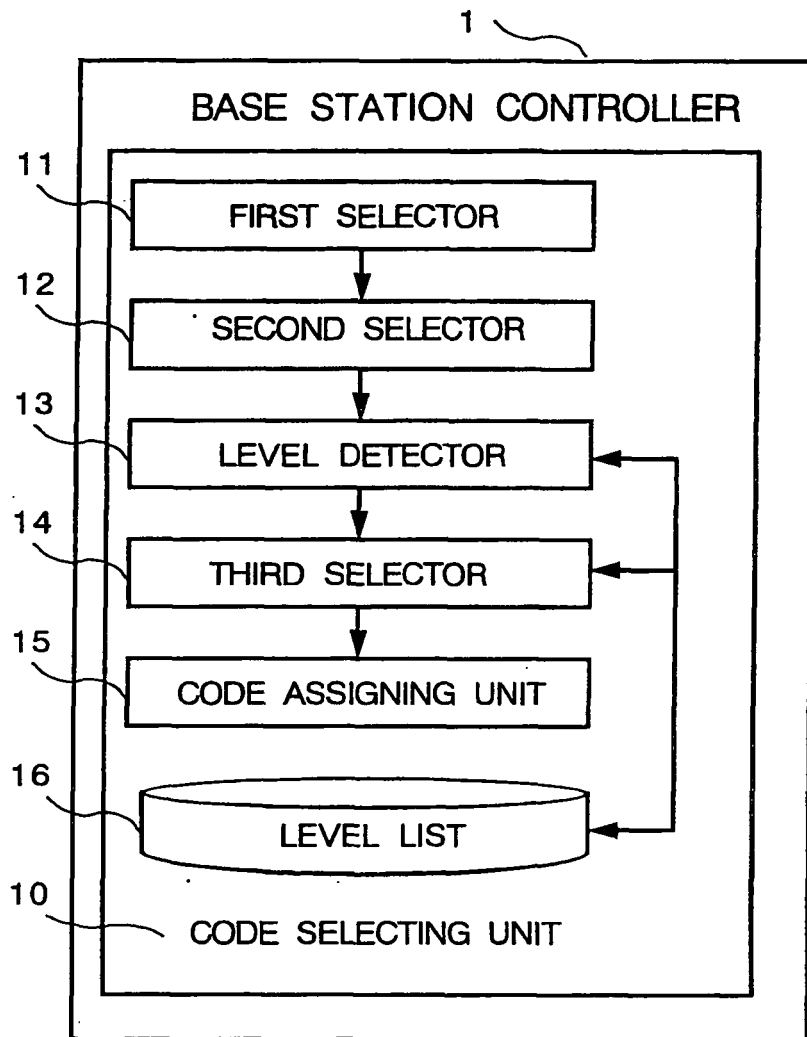 1
BASE STATION CONTROLLER
11
FIRST SELECTOR
12
SECOND SELECTOR
13
LEVEL DETECTOR
14
THIRD SELECTOR
15
CODE ASSIGNING UNIT
16
LEVEL LIST
10
CODE SELECTING UNIT